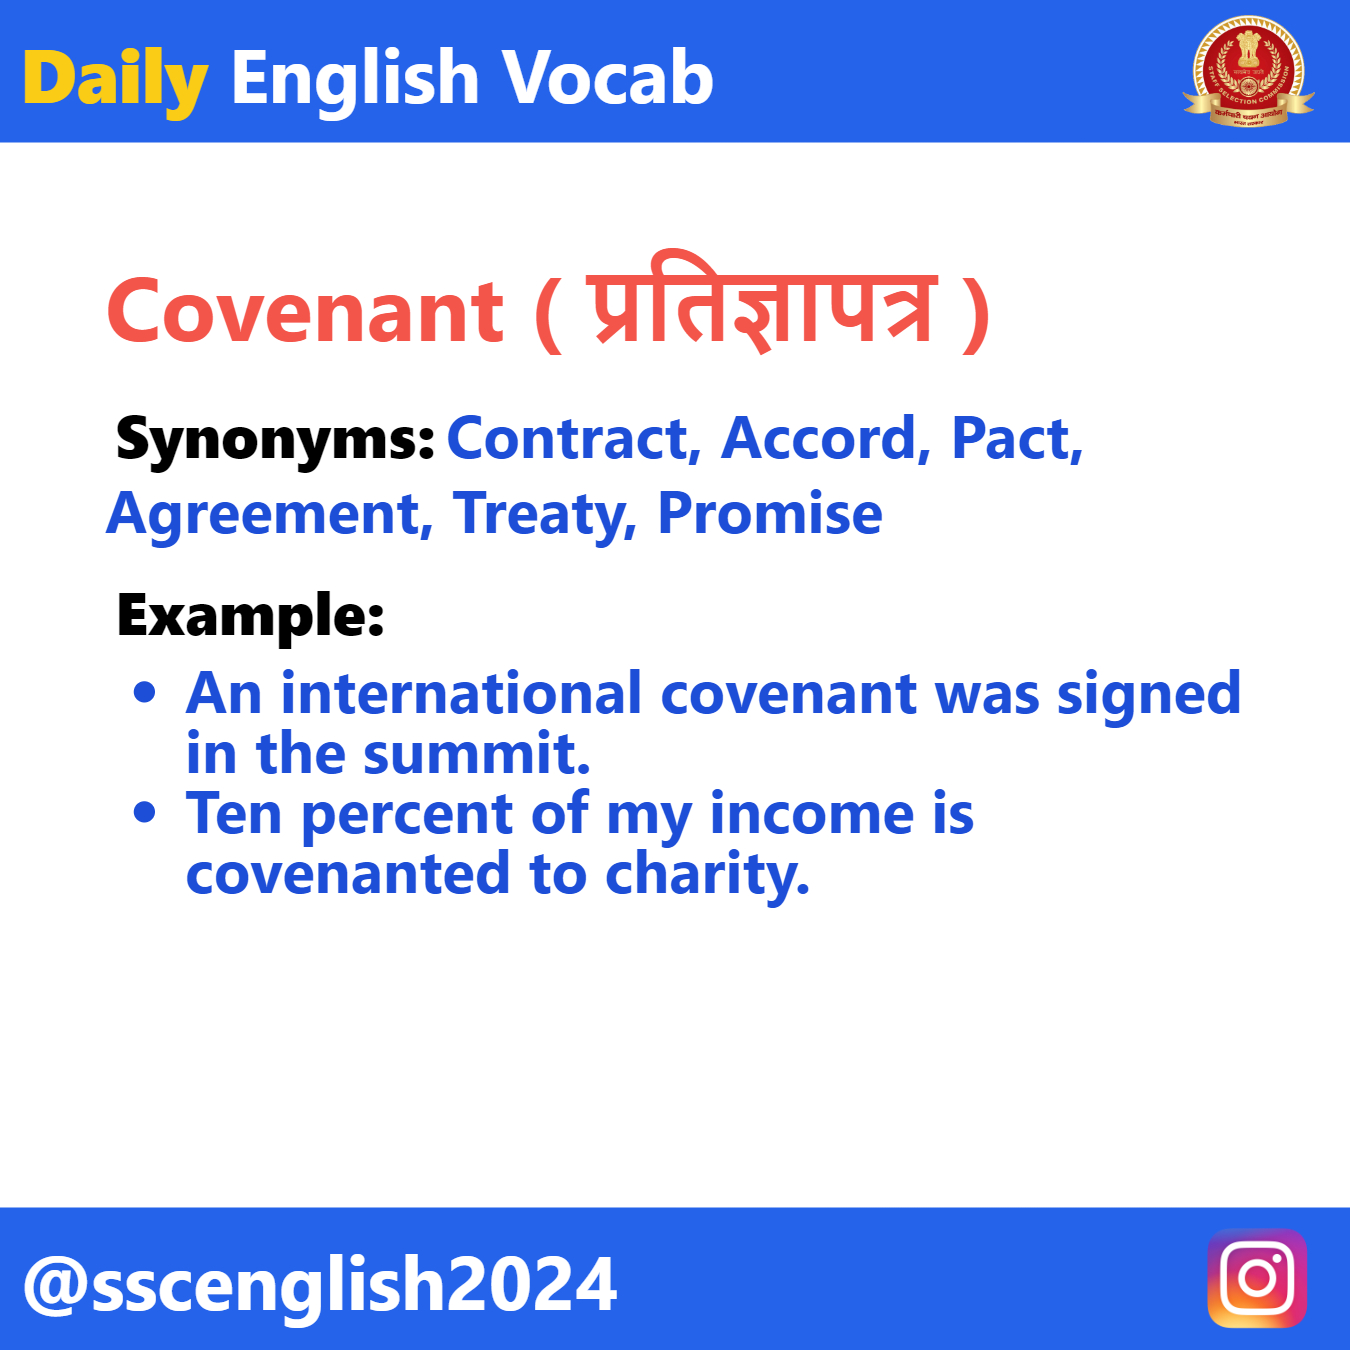 Daily English Vocab
STAFF SELECTION COMMISSION
कर्मचारी चयन आयोग
भारत सरकार
Covenant ( प्रतिज्ञापत्र )
Synonyms: Contract, Accord, Pact,
Agreement, Treaty, Promise
Example:
• An international covenant was signed
in the summit.
• Ten percent of my income is
covenanted to charity.
@sscenglish2024